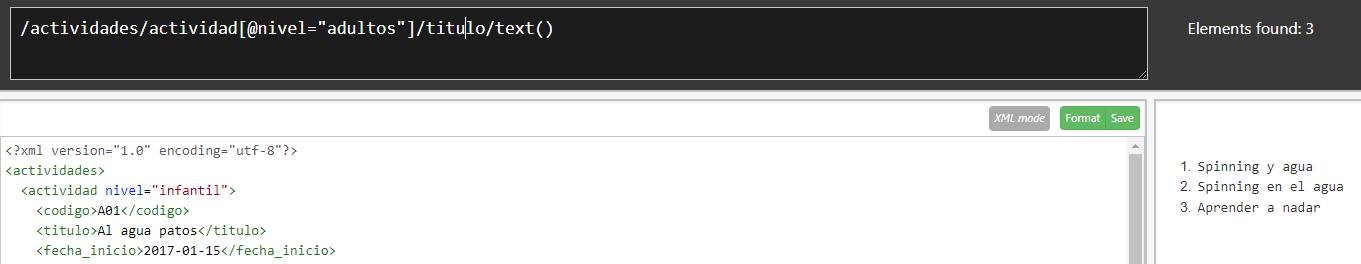 /actividades/actividad[@nivel="adultos"]/titulo/text()
Elements found: 3
XML mode
Format
Save
<?xml version="1.0" encoding="utf-8"?>
<actividades>
<actividad nivel="infantil">
<codigo>A01</codigo>
<titulo>Al agua patos</titulo>
<fecha_inicio>2017-01-15</fecha_inicio>
1. Spinning y agua
2. Spinning en el agua
3. Aprender a nadar